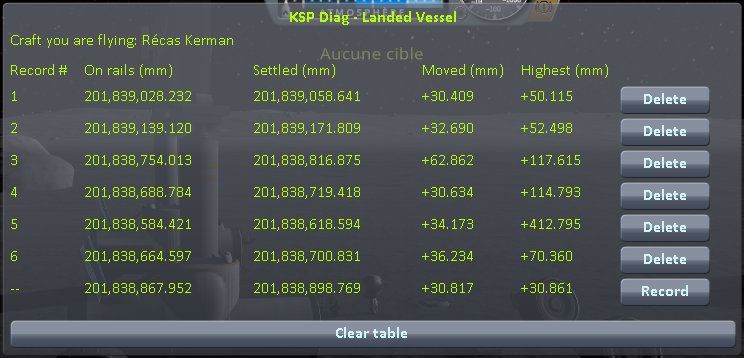 ATMOSPHÈRE
KSP Diag - Landed Vessel
Craft you are flying: Récas Kerman
Aucune cible
Record # On rails (mm) Settled (mm) Moved (mm) Highest (mm)
1 201,839,028.232 201,839,058.641 +30.409 +50.115 Delete
2 201,839,139.120 201,839,171.809 +32.690 +52.498 Delete
3 201,838,754.013 201,838,816.875 +62.862 +117.615 Delete
4 201,838,688.784 201,838,719.418 +30.634 +114.793 Delete
5 201,838,584.421 201,838,618.594 +34.173 +412.795 Delete
6 201,838,664.597 201,838,700.831 +36.234 +70.360 Delete
-- 201,838,867.952 201,838,898.769 +30.817 +30.861 Record
Clear table